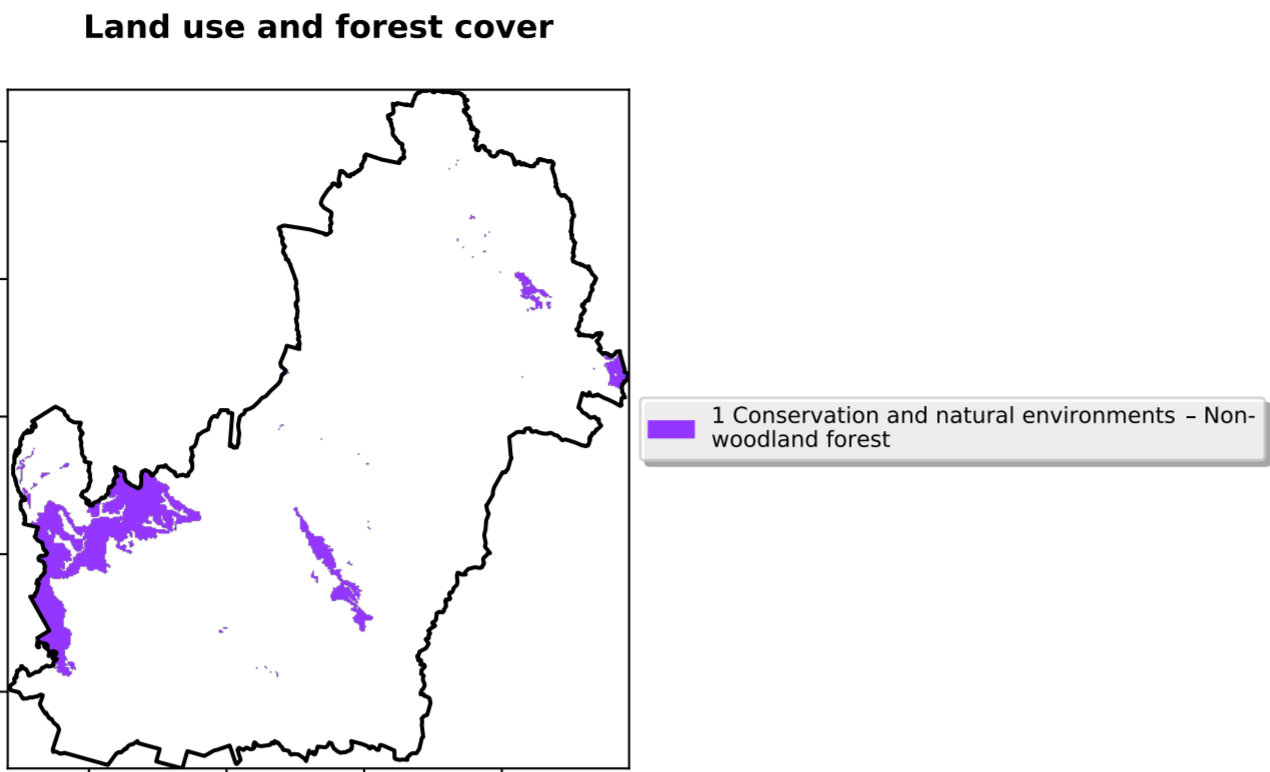 Land use and forest cover
1 Conservation and natural environments – Non-
woodland forest